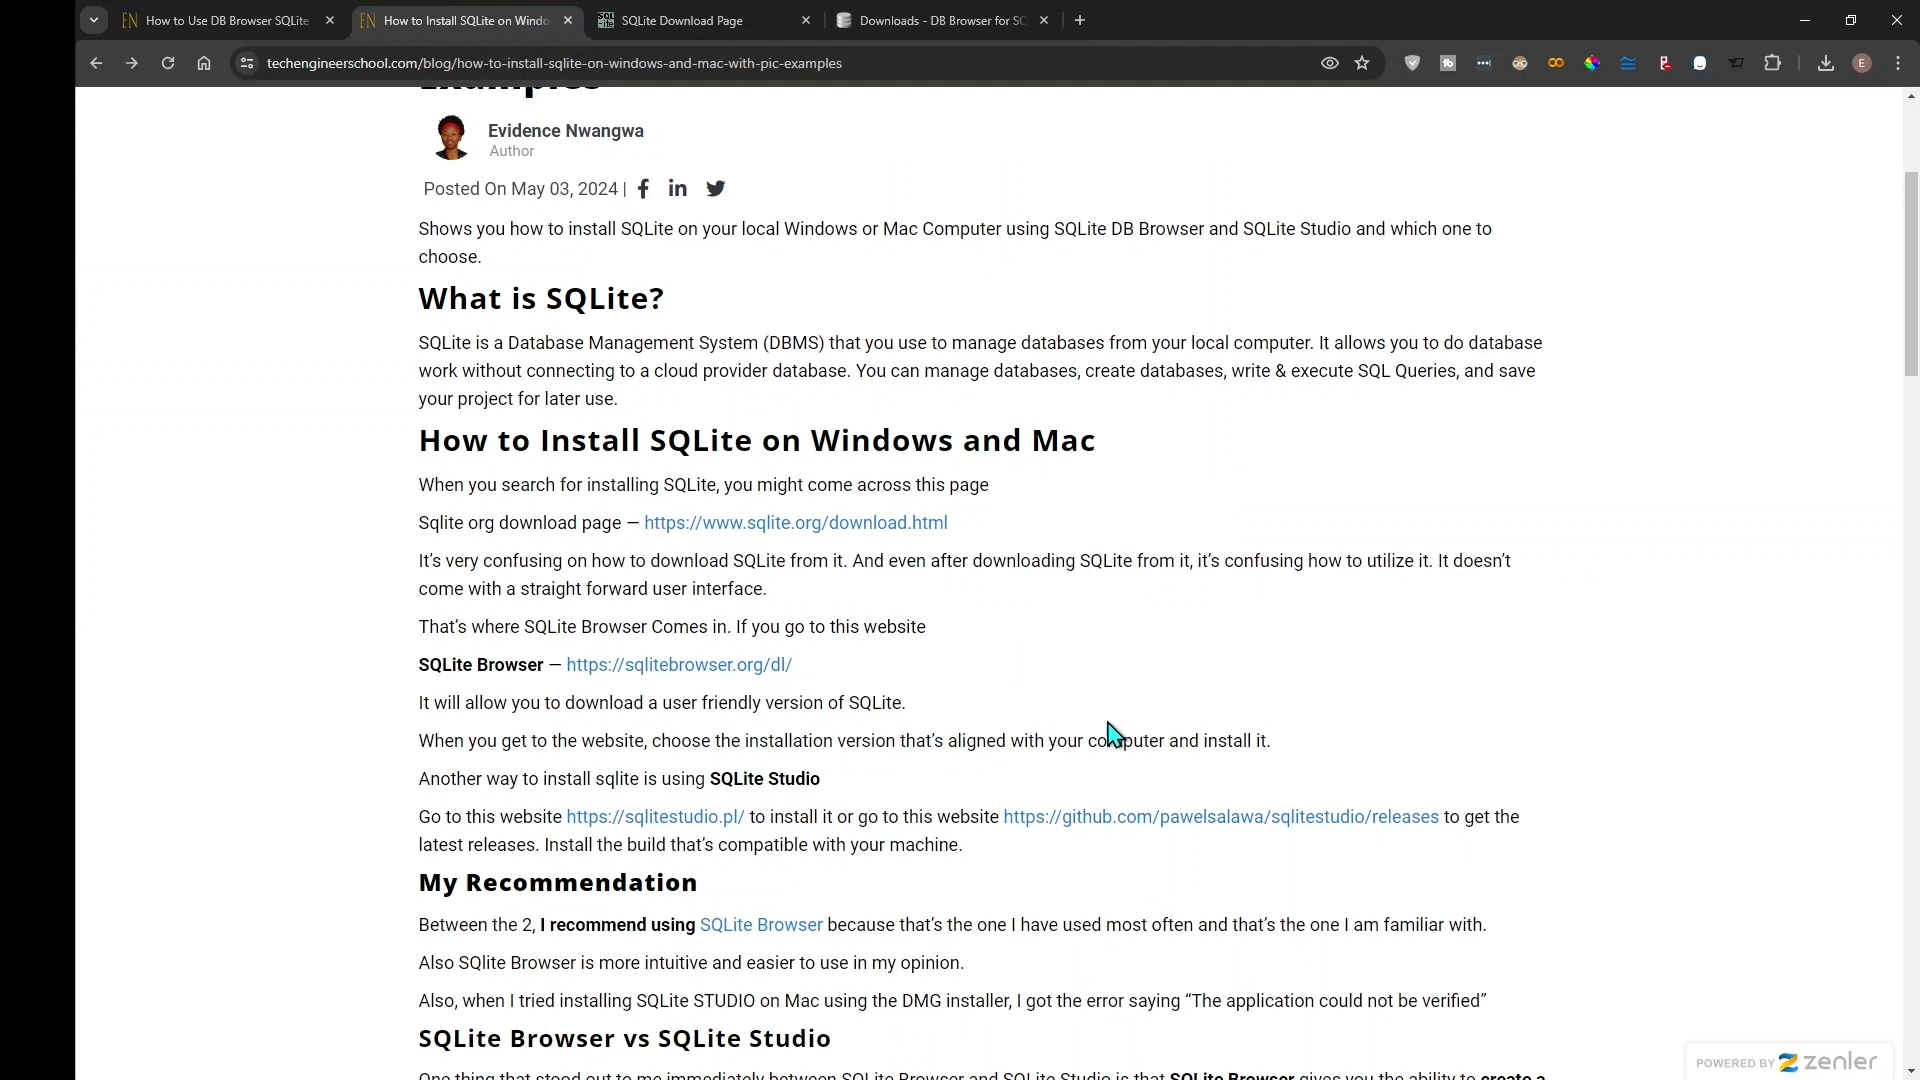 EN How to Use DB Browser SQLite
EN How to Install SQLite on Windo
SQLite Download Page
Downloads - DB Browser for SQ
techengineerschool.com/blog/how-to-install-sqlite-on-windows-and-mac-with-pic-examples
E
Examples
Evidence Nwangwa
Author
Posted On May 03, 2024 |
Shows you how to install SQLite on your local Windows or Mac Computer using SQLite DB Browser and SQLite Studio and which one to
choose.
What is SQLite?
SQLite is a Database Management System (DBMS) that you use to manage databases from your local computer. It allows you to do database
work without connecting to a cloud provider database. You can manage databases, create databases, write & execute SQL Queries, and save
your project for later use.
How to Install SQLite on Windows and Mac
When you search for installing SQLite, you might come across this page
Sqlite org download page — https://www.sqlite.org/download.html
It’s very confusing on how to download SQLite from it. And even after downloading SQLite from it, it’s confusing how to utilize it. It doesn’t
come with a straight forward user interface.
That’s where SQLite Browser Comes in. If you go to this website
SQLite Browser — https://sqlitebrowser.org/dl/
It will allow you to download a user friendly version of SQLite.
When you get to the website, choose the installation version that’s aligned with your computer and install it.
Another way to install sqlite is using SQLite Studio
Go to this website https://sqlitestudio.pl/ to install it or go to this website https://github.com/pawelsalawa/sqlitestudio/releases to get the
latest releases. Install the build that’s compatible with your machine.
My Recommendation
Between the 2, I recommend using SQLite Browser because that’s the one I have used most often and that’s the one I am familiar with.
Also SQlite Browser is more intuitive and easier to use in my opinion.
Also, when I tried installing SQLite STUDIO on Mac using the DMG installer, I got the error saying “The application could not be verified”
SQLite Browser vs SQLite Studio
One thing that stood out to me immediately between SQLite Browser and SQLite Studio is that SQLite Browser gives you the ability to create a
POWERED BY zenler